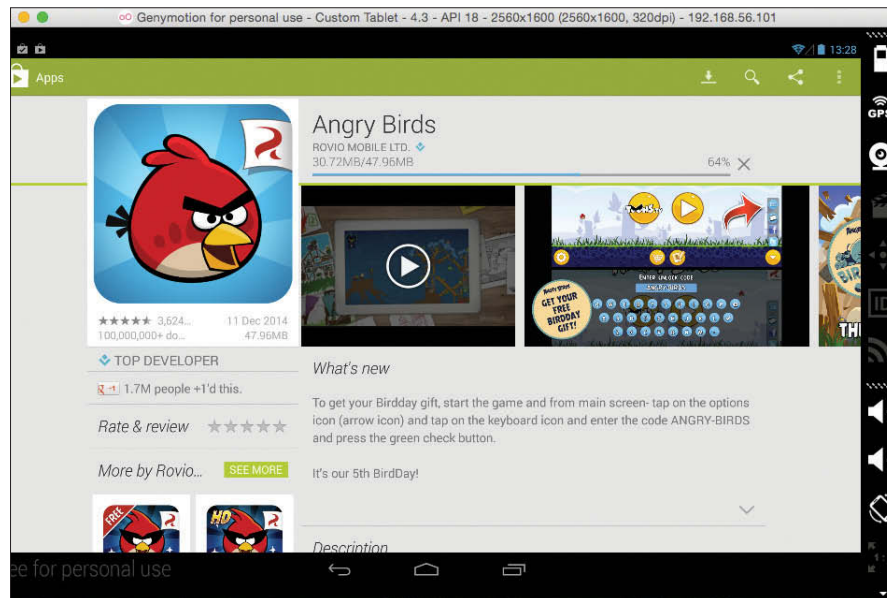 Genymotion for personal use - Custom Tablet - 4.3 - API 18 - 2560x1600 (2560x1600, 320dpi) - 192.168.56.101
13:28
Apps
GPS
Angry Birds
ROVIO MOBILE LTD.
30.72MB/47.96MB
64%
ENTER UNLOCK CODE
ANGRY-BIRDS
GET YOUR
FREE
BIRDDAY
GIFT!
3,624...
11 Dec 2014
100,000,000+ do...
47.96MB
TOP DEVELOPER
1.7M people +1'd this.
Rate & review
More by Rovio...
SEE MORE
What's new
To get your Birdday gift, start the game and from main screen- tap on the options
icon (arrow icon) and tap on the keyboard icon and enter the code ANGRY-BIRDS
and press the green check button.
It's our 5th BirdDay!
FREE
HD
Description
ee for personal use